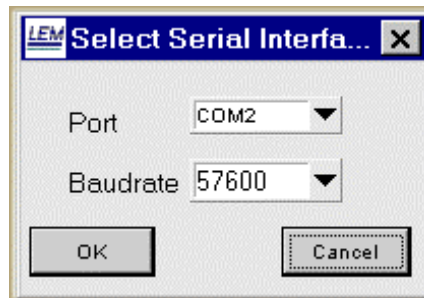 LEM Select Serial Interfa...
Port COM2
Baudrate 57600
OK Cancel